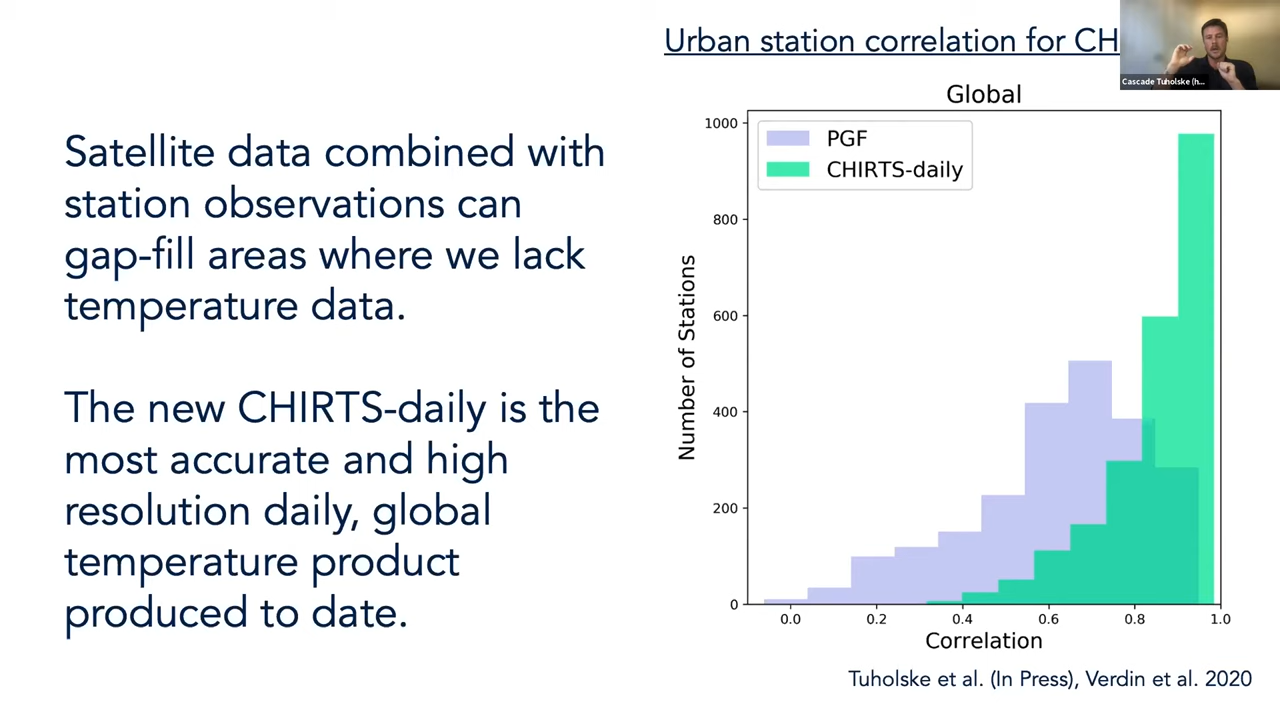 Urban station correlation for CH
Cascade Tuholske (h...
Satellite data combined with
station observations can
gap-fill areas where we lack
temperature data.
The new CHIRTS-daily is the
most accurate and high
resolution daily, global
temperature product
produced to date.
Global
PGF
CHIRTS-daily
Number of Stations
1000
800
600
400
200
0
0.0 0.2 0.4 0.6 0.8 1.0
Correlation
Tuholske et al. (In Press), Verdin et al. 2020